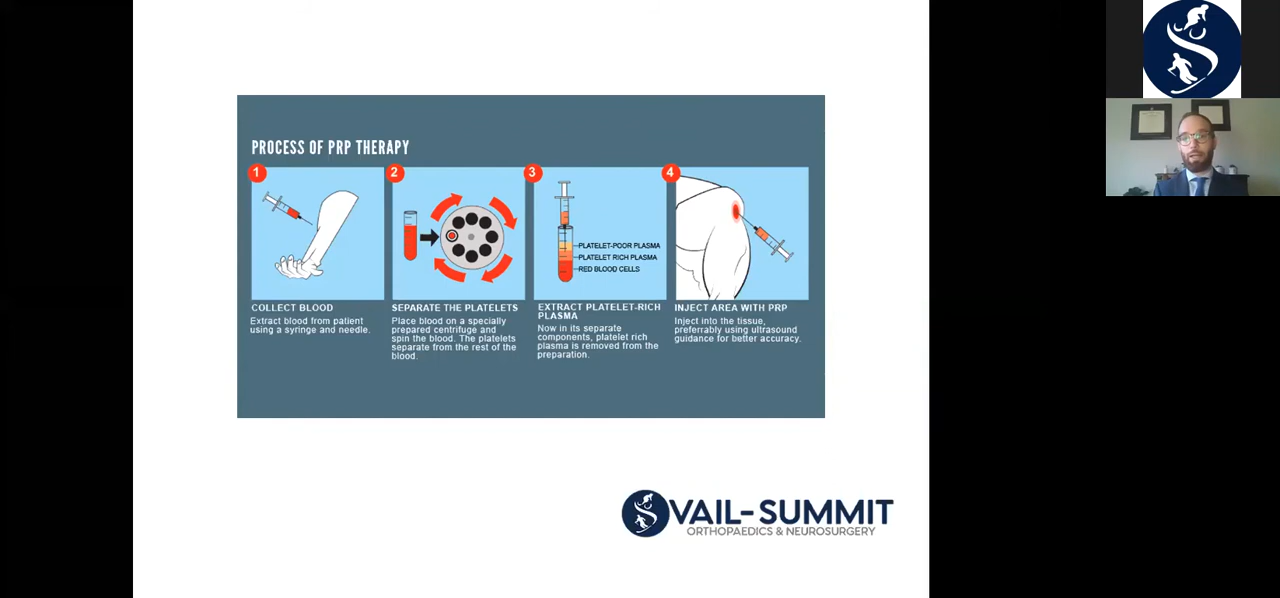 PROCESS OF PRP THERAPY
1
2
3
4
PLATELET-POOR PLASMA
PLATELET RICH PLASMA
RED BLOOD CELLS
COLLECT BLOOD
Extract blood from patient
using a syringe and needle.
SEPARATE THE PLATELETS
Place blood on a specially
prepared centrifuge and
spin the blood. The platelets
separate from the rest of the
blood.
EXTRACT PLATELET-RICH
PLASMA
Now in its separate
components, platelet rich
plasma is removed from the
preparation.
INJECT AREA WITH PRP
Inject into the tissue,
preferrably using ultrasound
guidance for better accuracy.
VAIL-SUMMIT
ORTHOPAEDICS & NEUROSURGERY